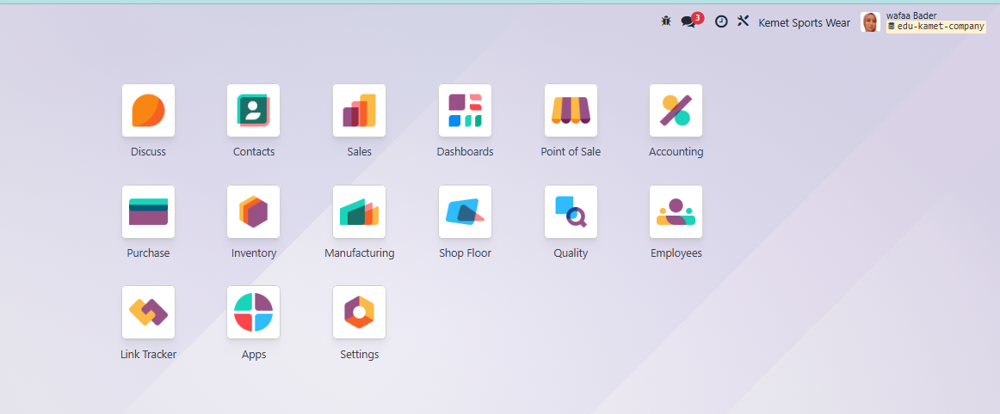 3
Kemet Sports Wear
wafaa Bader
edu-kamet-company
Discuss
Contacts
Sales
Dashboards
Point of Sale
Accounting
Purchase
Inventory
Manufacturing
Shop Floor
Quality
Employees
Link Tracker
Apps
Settings